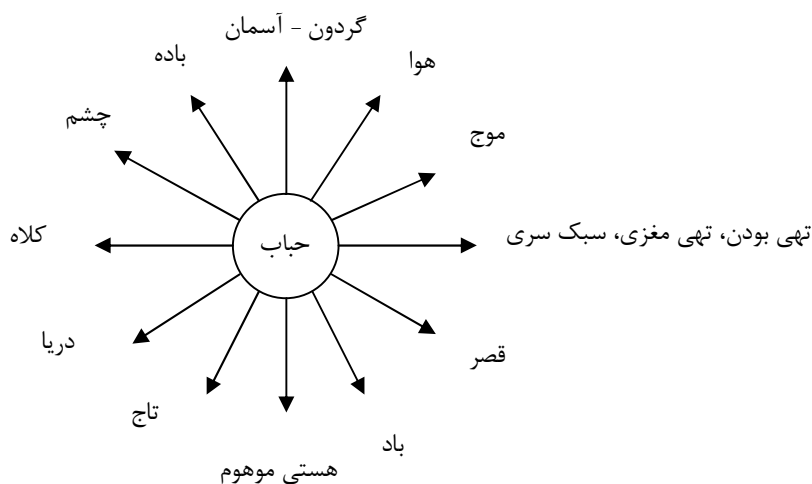 گردون - آسمان
هوا
باده
چشم
موج
کلاه
حباب
تهی بودن، تهی مغزی، سبک سری
دریا
قصر
تاج
باد
هستی موهوم